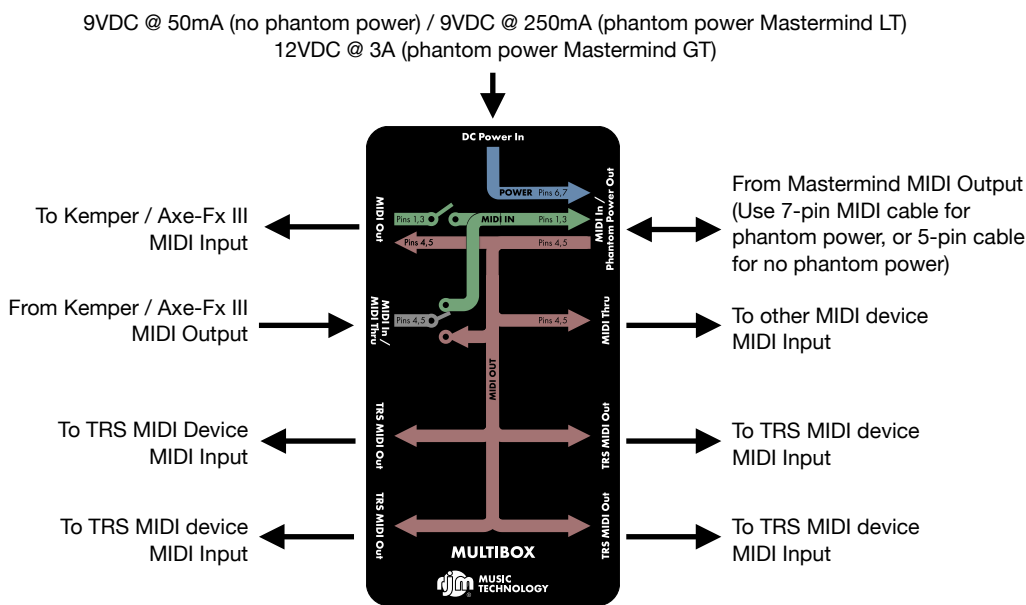 9VDC @ 50mA (no phantom power) / 9VDC @ 250mA (phantom power Mastermind LT)
12VDC @ 3A (phantom power Mastermind GT)
DC Power In
POWER Pins 6,7
MIDI Out
Pins 1,3
MIDI IN
Pins 1,3
Pins 4,5
Pins 4,5
MIDI In /
Phantom Power Out
To Kemper / Axe-Fx III
MIDI Input
From Mastermind MIDI Output
(Use 7-pin MIDI cable for
phantom power, or 5-pin cable
for no phantom power)
From Kemper / Axe-Fx III
MIDI Output
MIDI In /
MIDI Thru
Pins 4,5
Pins 4,5
MIDI Thru
To other MIDI device
MIDI Input
MIDI OUT
To TRS MIDI Device
MIDI Input
TRS MIDI Out
TRS MIDI Out
To TRS MIDI device
MIDI Input
To TRS MIDI device
MIDI Input
TRS MIDI Out
TRS MIDI Out
To TRS MIDI device
MIDI Input
MULTIBOX
rjm MUSIC
TECHNOLOGY